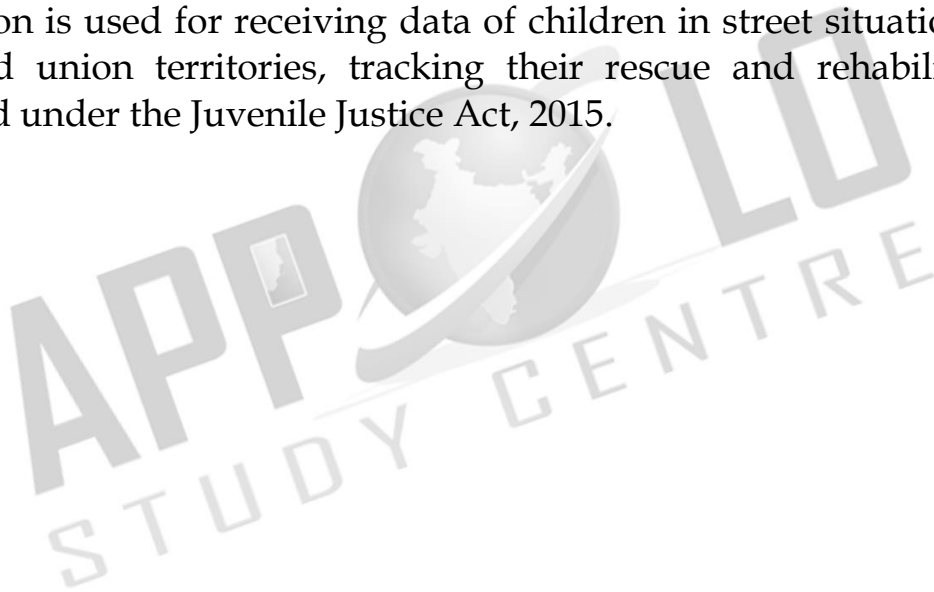 on is used for receiving data of children in street situatio
d union territories, tracking their rescue and rehabili
d under the Juvenile Justice Act, 2015.
APPOLO
STUDY CENTRE